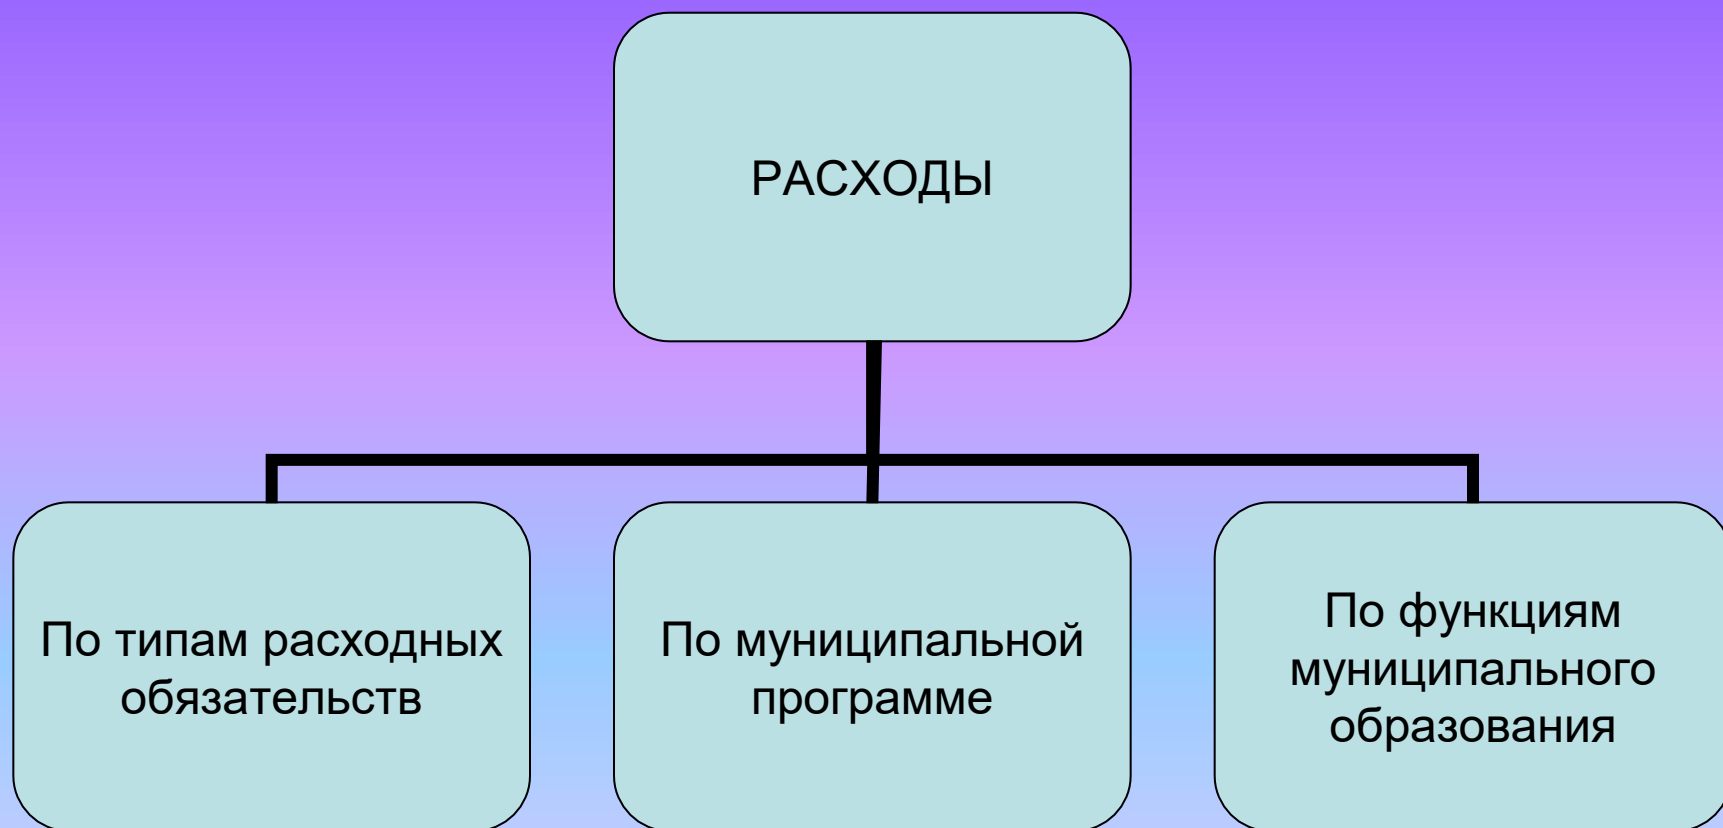 РАСХОДЫ
По типам расходных
обязательств
По муниципальной
программе
По функциям
муниципального
образования